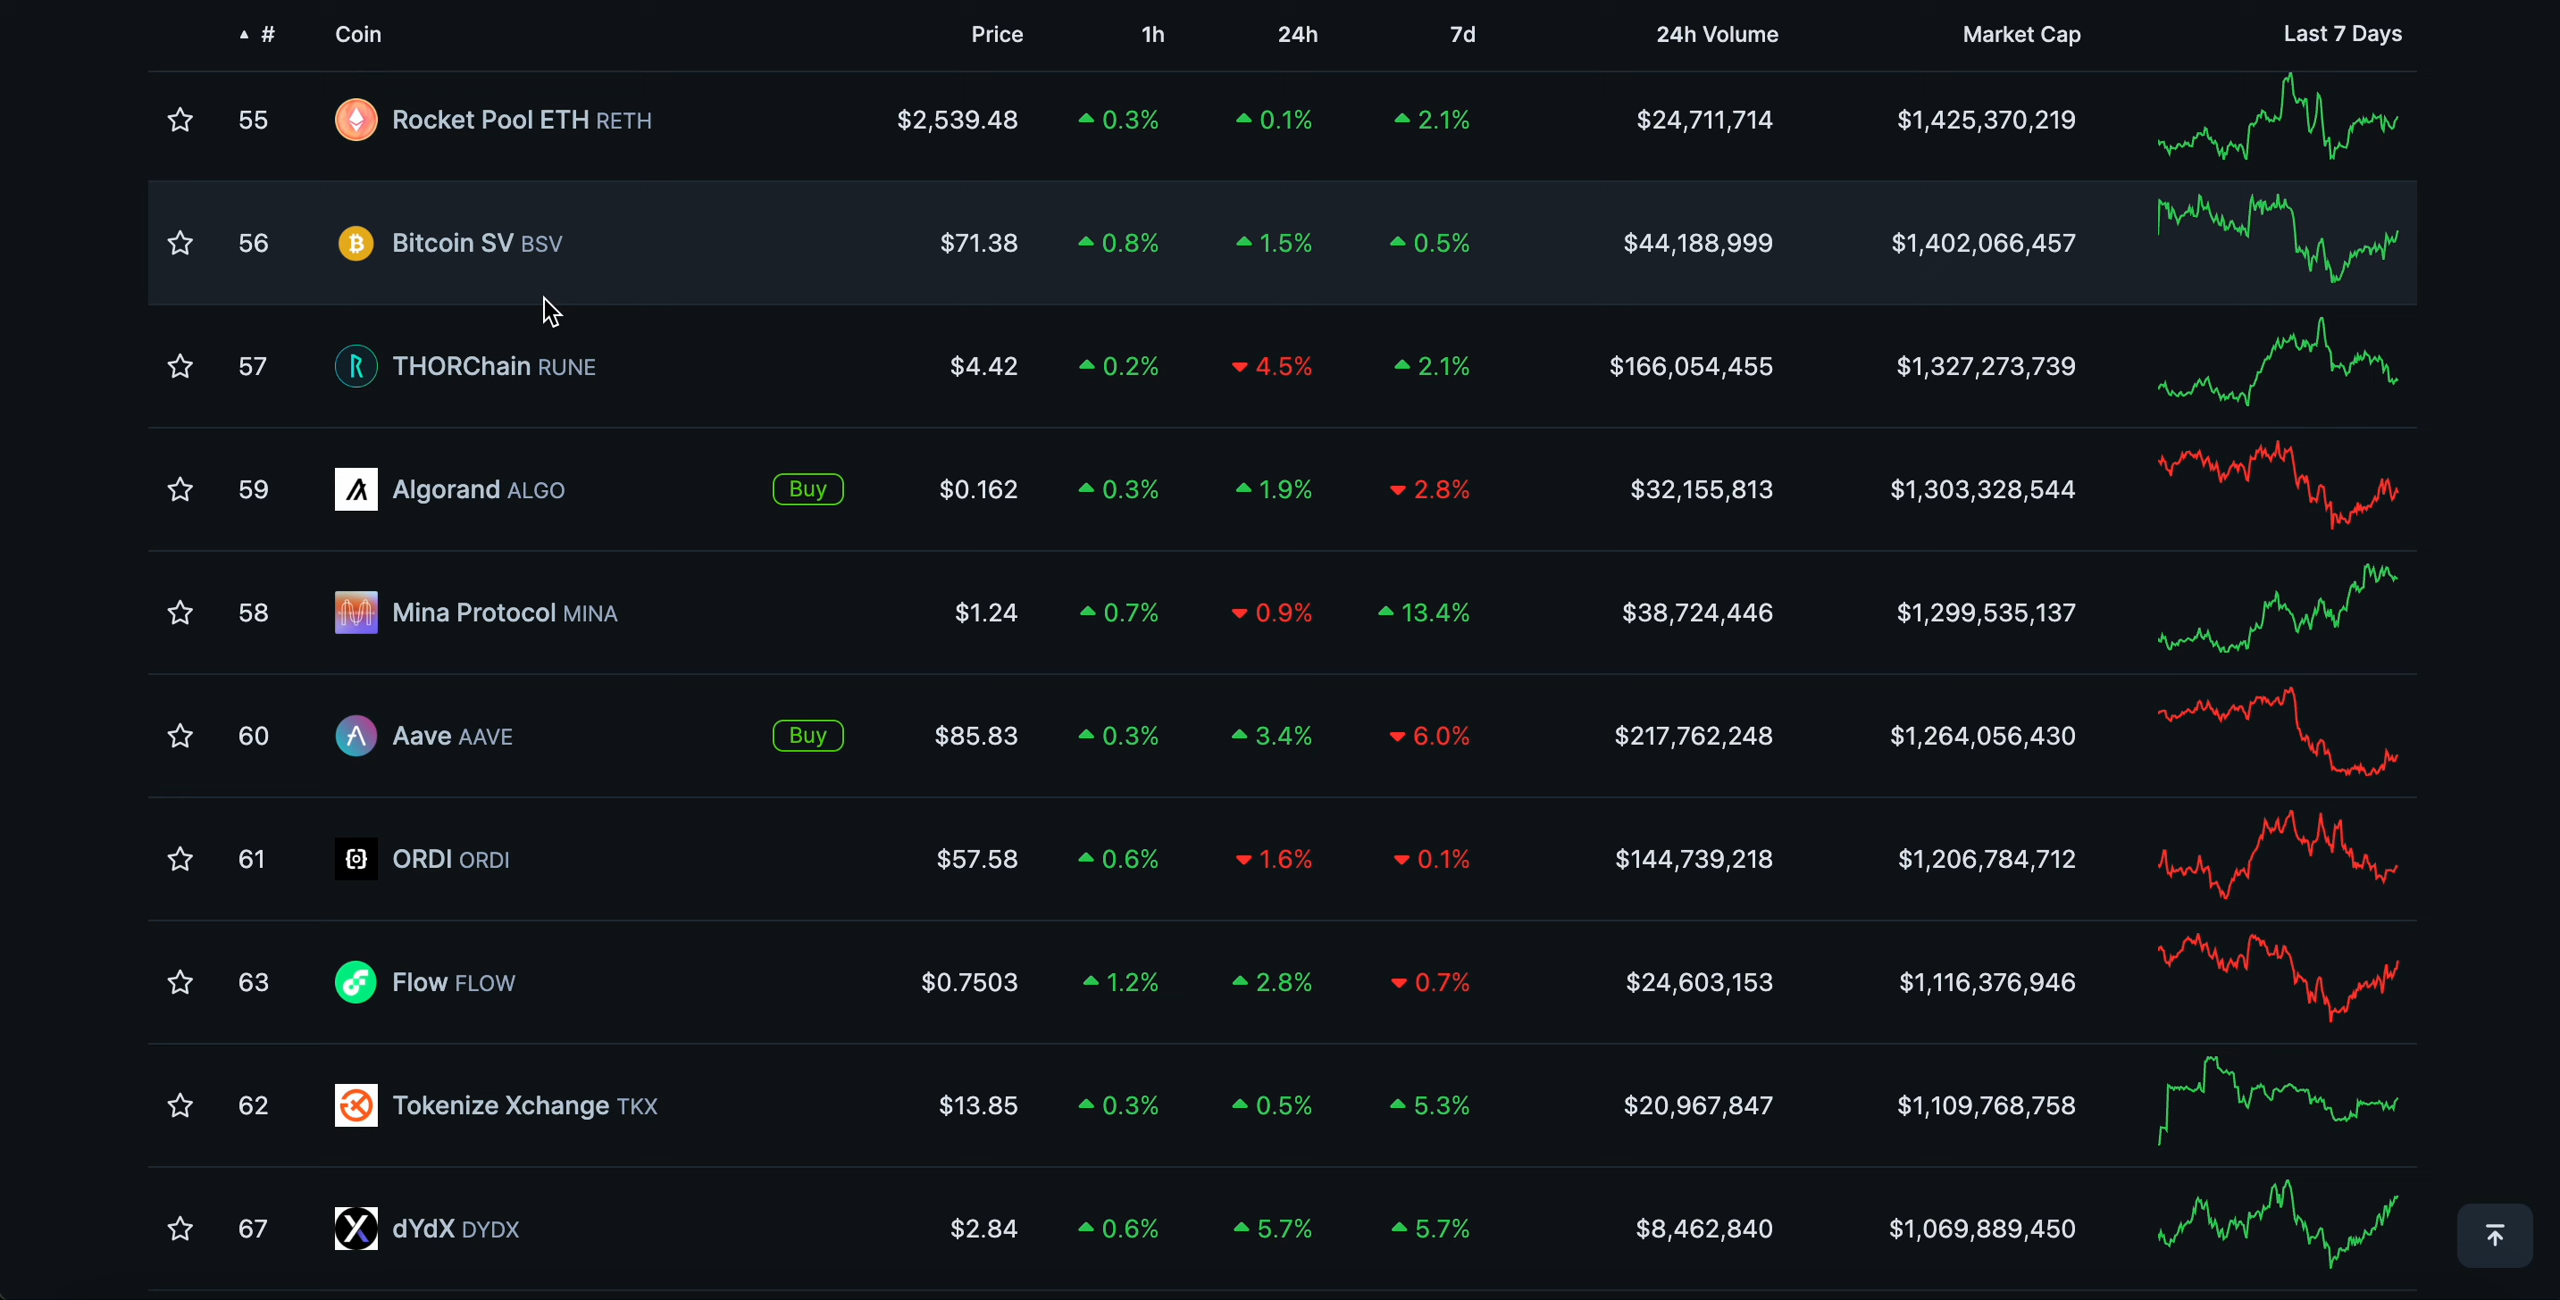 ▲ # Coin Price 1h 24h 7d 24h Volume Market Cap Last 7 Days
55 Rocket Pool ETH RETH $2,539.48 ▲ 0.3% ▲ 0.1% ▲ 2.1% $24,711,714 $1,425,370,219
56 Bitcoin SV BSV $71.38 ▲ 0.8% ▲ 1.5% ▲ 0.5% $44,188,999 $1,402,066,457
57 THORChain RUNE $4.42 ▲ 0.2% ▼ 4.5% ▲ 2.1% $166,054,455 $1,327,273,739
59 Algorand ALGO Buy $0.162 ▲ 0.3% ▲ 1.9% ▼ 2.8% $32,155,813 $1,303,328,544
58 Mina Protocol MINA $1.24 ▲ 0.7% ▼ 0.9% ▲ 13.4% $38,724,446 $1,299,535,137
60 Aave AAVE Buy $85.83 ▲ 0.3% ▲ 3.4% ▼ 6.0% $217,762,248 $1,264,056,430
61 ORDI ORDI $57.58 ▲ 0.6% ▼ 1.6% ▼ 0.1% $144,739,218 $1,206,784,712
63 Flow FLOW $0.7503 ▲ 1.2% ▲ 2.8% ▼ 0.7% $24,603,153 $1,116,376,946
62 Tokenize Xchange TKX $13.85 ▲ 0.3% ▲ 0.5% ▲ 5.3% $20,967,847 $1,109,768,758
67 dYdX DYDX $2.84 ▲ 0.6% ▲ 5.7% ▲ 5.7% $8,462,840 $1,069,889,450